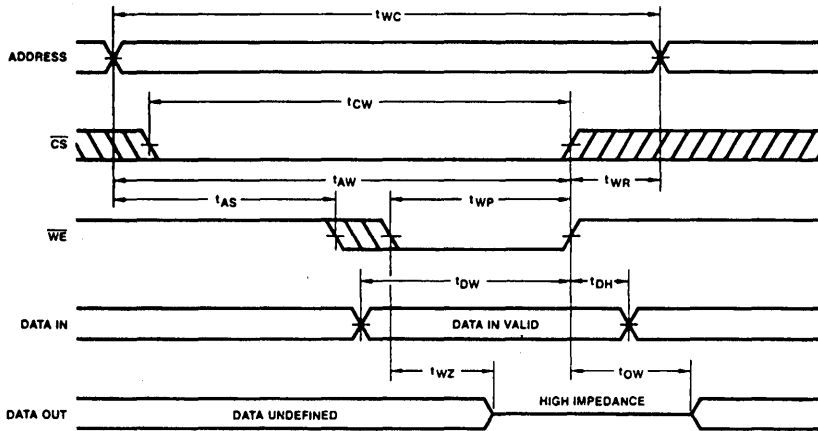 tWC
ADDRESS
tCW
CS
tAW
tWR
tAS
tWP
WE
tDW
tDH
DATA IN
DATA IN VALID
tWZ
tOW
HIGH IMPEDANCE
DATA OUT
DATA UNDEFINED